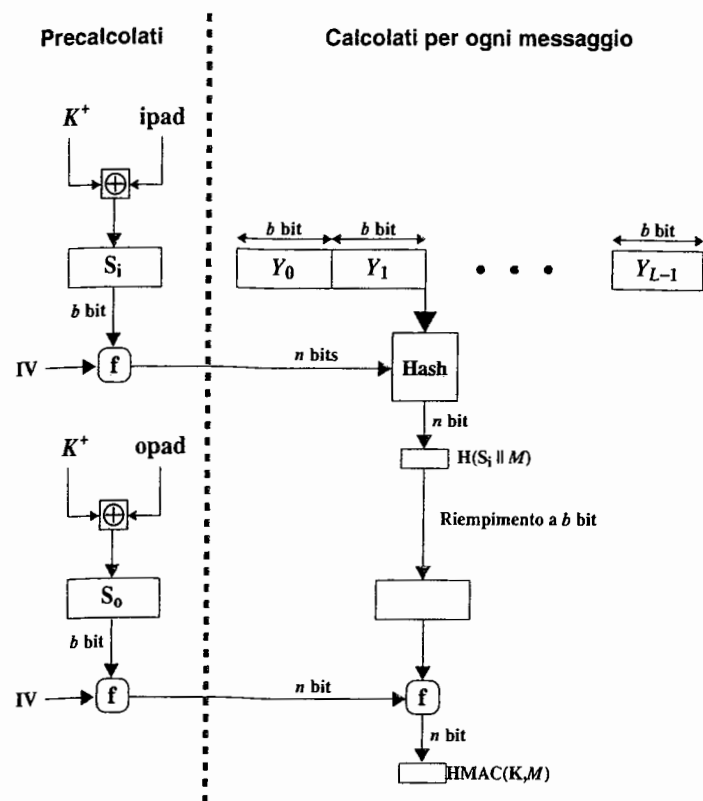 Precalcolati
Calcolati per ogni messaggio
K⁺ ipad
⊕
b bit b bit b bit
Sᵢ
Y₀ Y₁ • • • Y_{L−1}
b bit
IV f n bits Hash
n bit
H(Sᵢ || M)
K⁺ opad
⊕
Riempimento a b bit
Sₒ
b bit
IV f n bit f
n bit
HMAC(K,M)